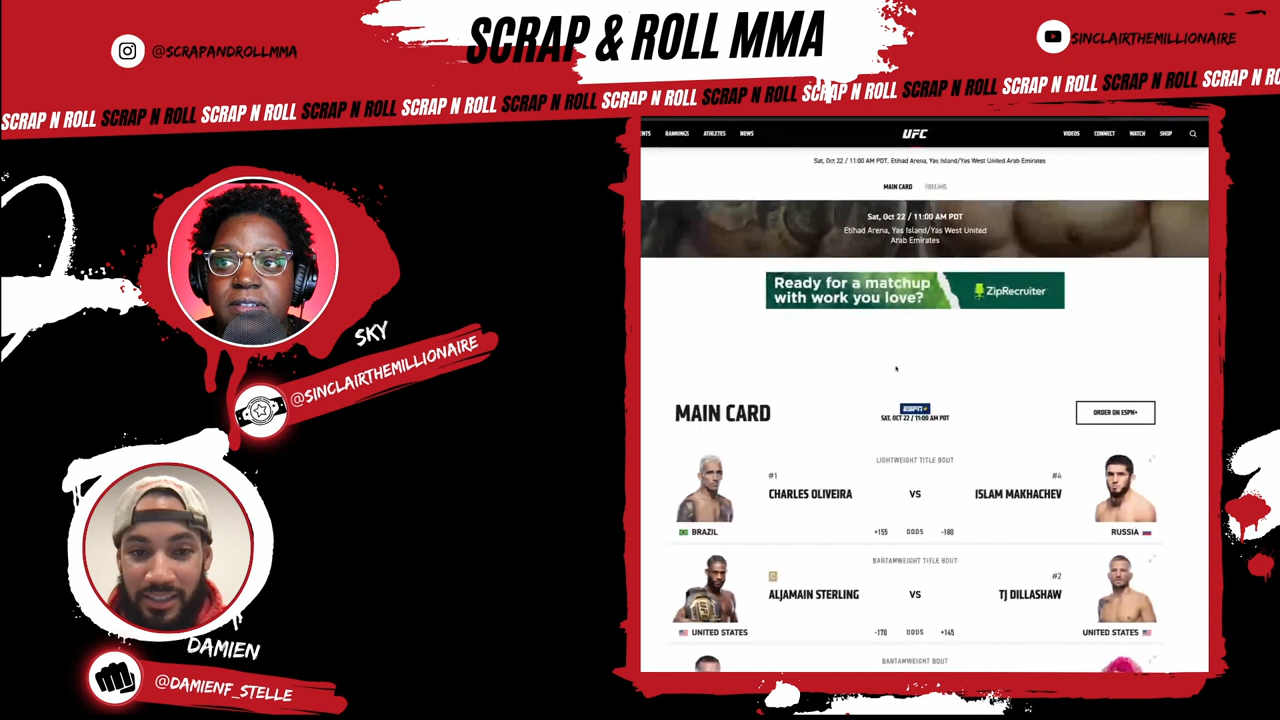 @SCRAPANDROLLMMA
SCRAP & ROLL MMA
SINCLAIRTHEMILLIONAIRE
SCRAP N ROLL SCRAP N ROLL SCRAP N ROLL SCRAP N ROLL SCRAP N ROLL SCRAP N ROLL SCRAP N ROLL SCRAP N ROLL SCRAP N ROLL SCRAP N ROLL SCRAP N ROLL SCRAP N ROLL SCRAP N RO
SKY
@SINCLAIRTHEMILLIONAIRE
DAMIEN
@DAMIENF_STELLE
NTS RANKINGS ATHLETES NEWS UFC VIDEOS CONNECT WATCH SHOP
Sat, Oct 22 / 11:00 AM PDT, Etihad Arena, Yas Island/Yas West United Arab Emirates
MAIN CARD PRELIMS
Sat, Oct 22 / 11:00 AM PDT
Etihad Arena, Yas Island/Yas West United
Arab Emirates
Ready for a matchup
with work you love?
ZipRecruiter
MAIN CARD
ESPN+
SAT, OCT 22 / 11:00 AM PDT
ORDER ON ESPN+
LIGHTWEIGHT TITLE BOUT
#1 #4
CHARLES OLIVEIRA VS ISLAM MAKHACHEV
BRAZIL +155 ODDS -180 RUSSIA
BANTAMWEIGHT TITLE BOUT
C #2
ALJAMAIN STERLING VS TJ DILLASHAW
UNITED STATES -170 ODDS +145 UNITED STATES
BANTAMWEIGHT BOUT